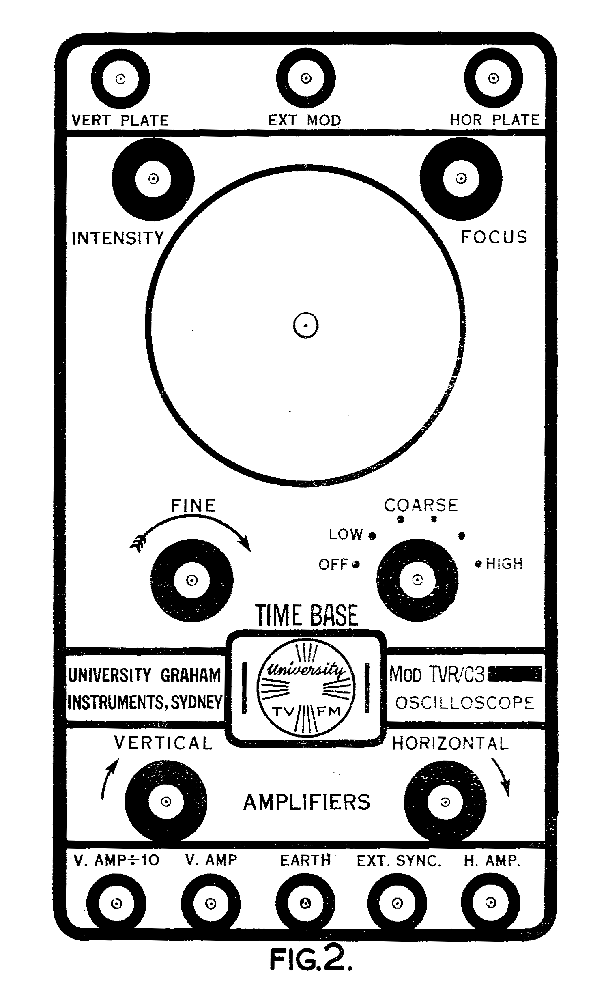 VERT PLATE
EXT MOD
HOR PLATE
INTENSITY
FOCUS
FINE
COARSE
LOW
OFF
HIGH
TIME BASE
UNIVERSITY GRAHAM
INSTRUMENTS, SYDNEY
University
TV FM
MOD TVR/C3
OSCILLOSCOPE
VERTICAL
HORIZONTAL
AMPLIFIERS
V. AMP÷10
V. AMP
EARTH
EXT. SYNC.
H. AMP.
FIG.2.